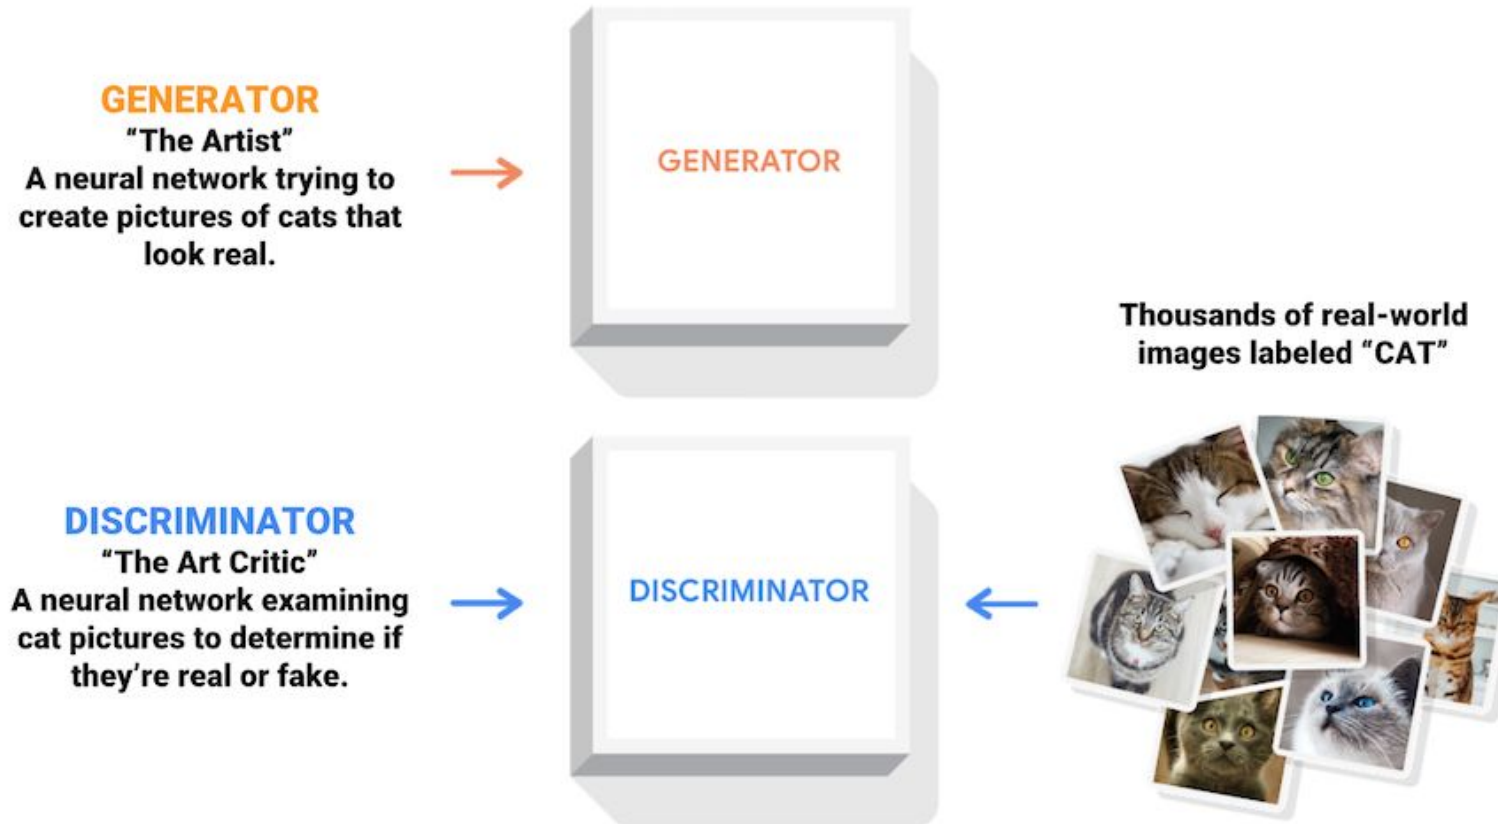 GENERATOR
“The Artist”
A neural network trying to
create pictures of cats that
look real.
GENERATOR
Thousands of real-world
images labeled “CAT”
DISCRIMINATOR
“The Art Critic”
A neural network examining
cat pictures to determine if
they’re real or fake.
DISCRIMINATOR